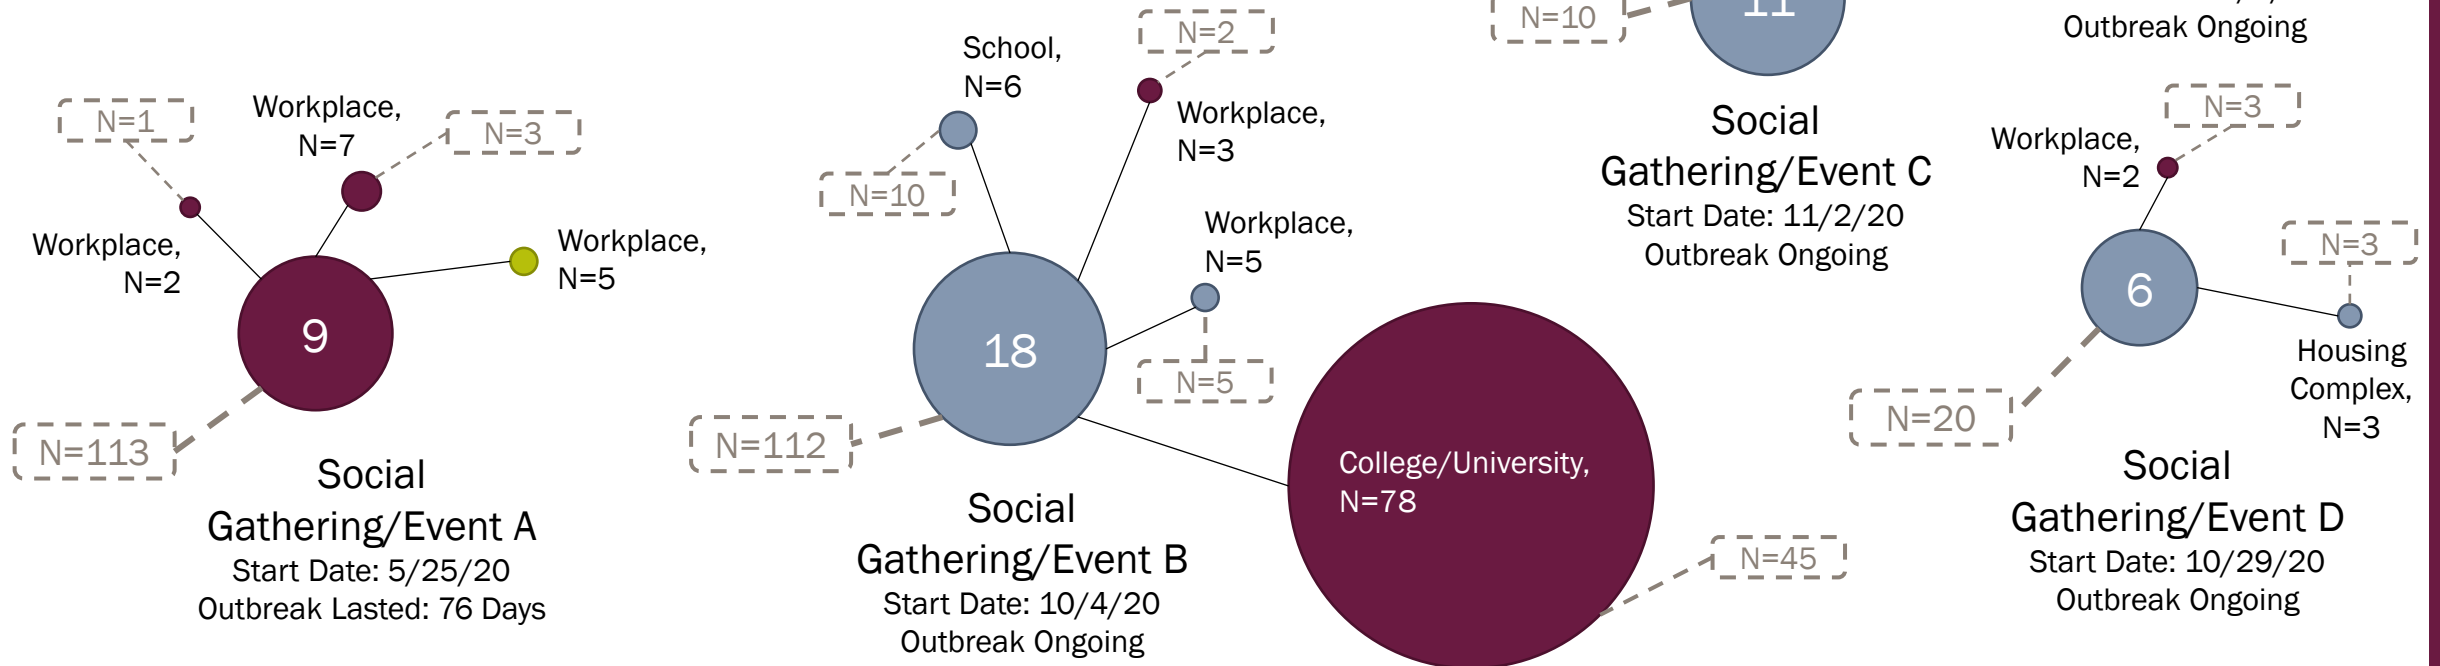 N=1
Workplace,
N=7
N=3
Workplace,
N=2
Workplace,
N=5
9
N=113
Social
Gathering/Event A
Start Date: 5/25/20
Outbreak Lasted: 76 Days
School,
N=6
N=10
N=2
Workplace,
N=3
Workplace,
N=5
N=5
18
N=112
College/University,
N=78
N=45
Social
Gathering/Event B
Start Date: 10/4/20
Outbreak Ongoing
N=10
11
Social
Gathering/Event C
Start Date: 11/2/20
Outbreak Ongoing
Outbreak Ongoing
N=3
Workplace,
N=2
N=3
6
Housing
Complex,
N=3
N=20
Social
Gathering/Event D
Start Date: 10/29/20
Outbreak Ongoing